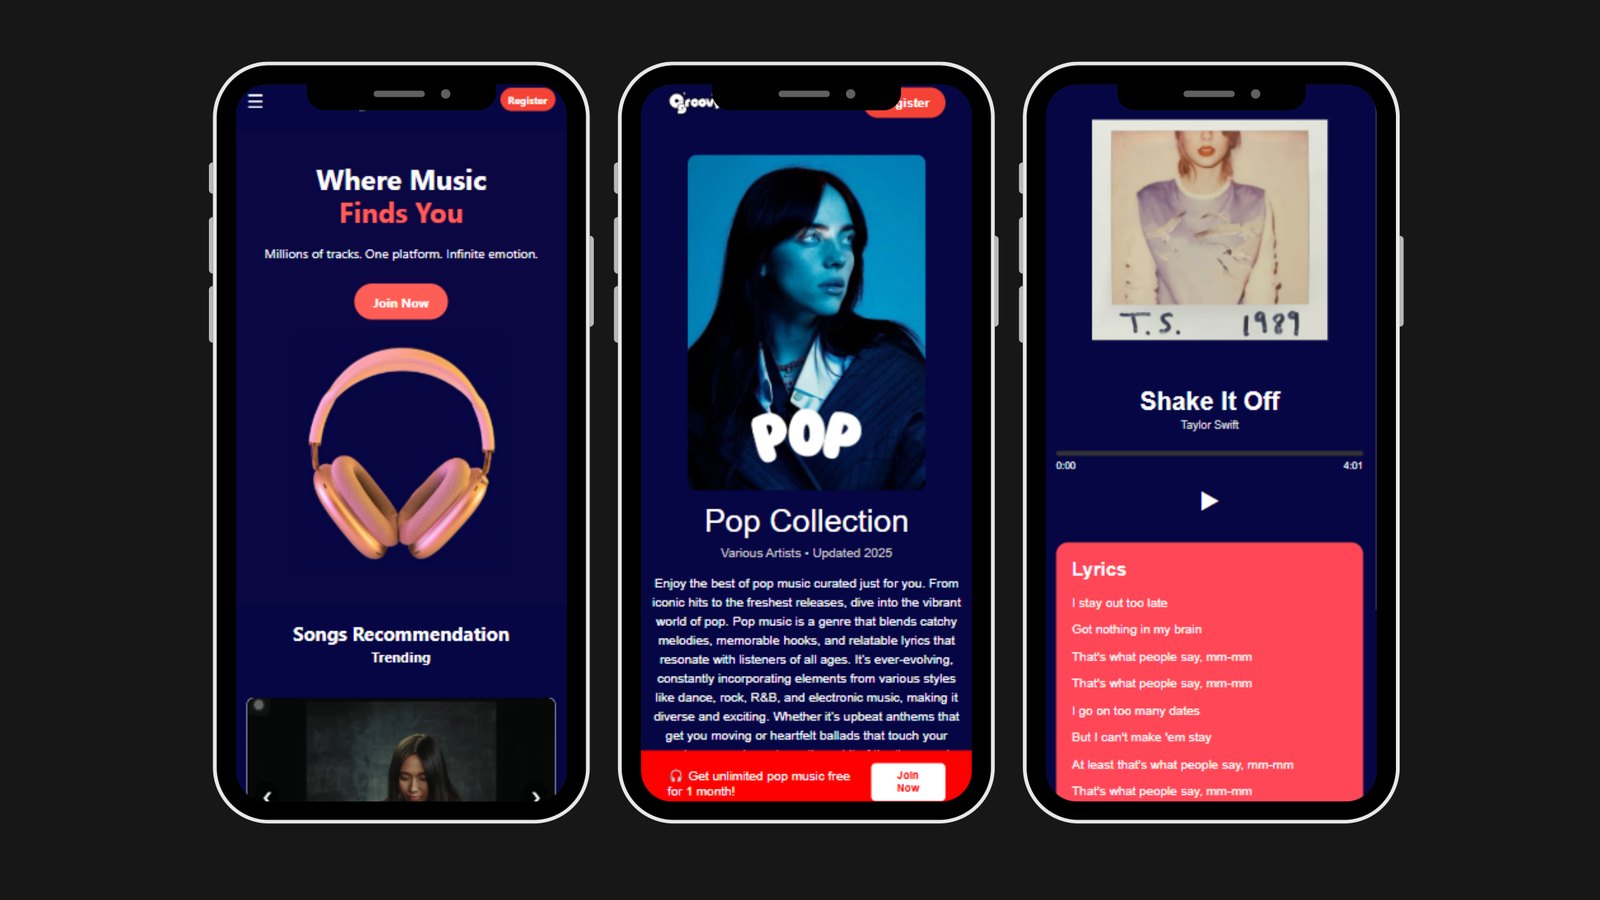 Register
Where Music
Finds You
Millions of tracks. One platform. Infinite emotion.
Join Now
Songs Recommendation
Trending
POP
Pop Collection
Various Artists • Updated 2025
Enjoy the best of pop music curated just for you. From
iconic hits to the freshest releases, dive into the vibrant
world of pop. Pop music is a genre that blends catchy
melodies, memorable hooks, and relatable lyrics that
resonate with listeners of all ages. It's ever-evolving,
constantly incorporating elements from various styles
like dance, rock, R&B, and electronic music, making it
diverse and exciting. Whether it's upbeat anthems that
get you moving or heartfelt ballads that touch your
Get unlimited pop music free
for 1 month!
Join
Now
T.S. 1989
Shake It Off
Taylor Swift
0:00 4:01
Lyrics
I stay out too late
Got nothing in my brain
That's what people say, mm-mm
That's what people say, mm-mm
I go on too many dates
But I can't make 'em stay
At least that's what people say, mm-mm
That's what people say, mm-mm